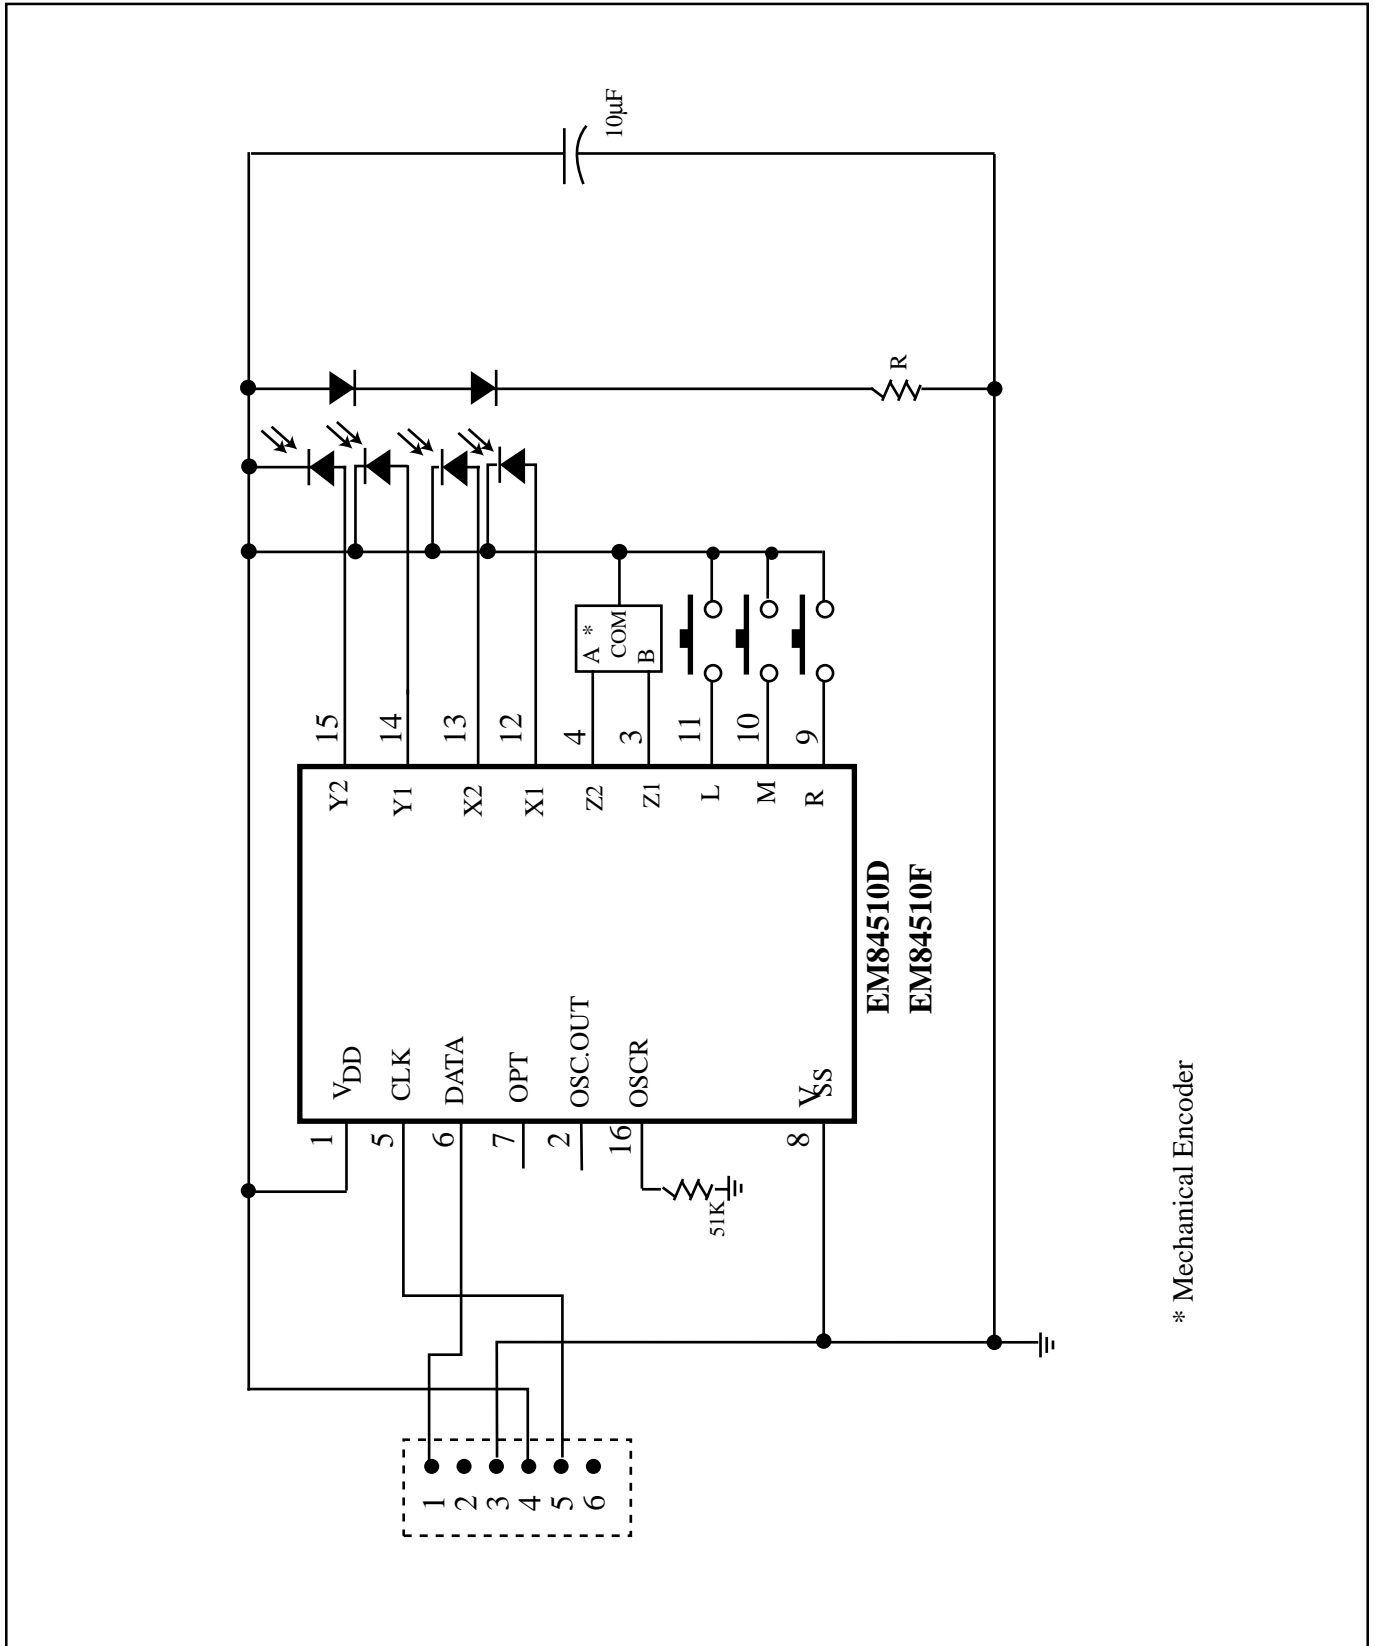 10µF
R
15
14
13
12
4
3
11
10
9
A *
COM
B
Y2
Y1
X2
X1
Z2
Z1
L
M
R
EM84510D
EM84510F
VDD
CLK
DATA
OPT
OSC.OUT
OSCR
VSS
1
5
6
7
2
16
8
51K
1
2
3
4
5
6
* Mechanical Encoder